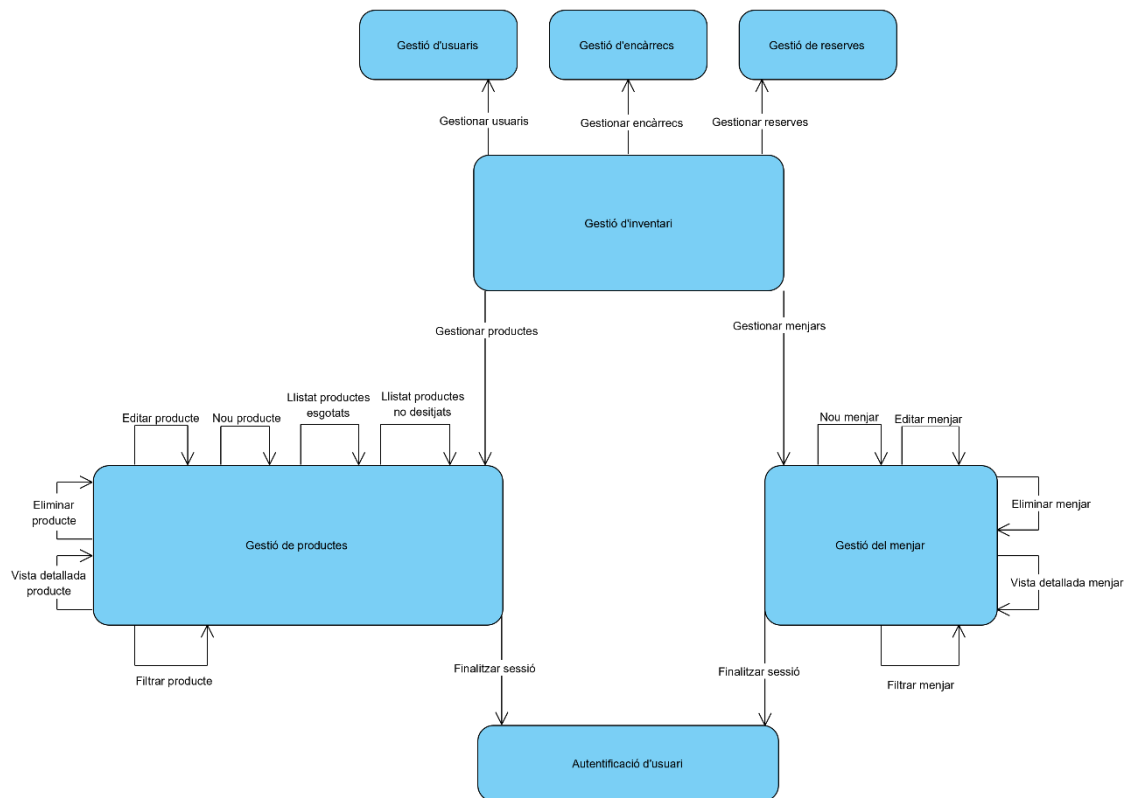 Gestió d'usuaris
Gestió d'encàrrecs
Gestió de reserves
Gestionar usuaris
Gestionar encàrrecs
Gestionar reserves
Gestió d'inventari
Gestionar productes
Gestionar menjars
Editar producte
Nou producte
Llistat productes
esgotats
Llistat productes
no desitjats
Nou menjar
Editar menjar
Eliminar
producte
Gestió de productes
Vista detallada
producte
Filtrar producte
Gestió del menjar
Eliminar menjar
Vista detallada menjar
Filtrar menjar
Finalitzar sessió
Finalitzar sessió
Autentificació d'usuari